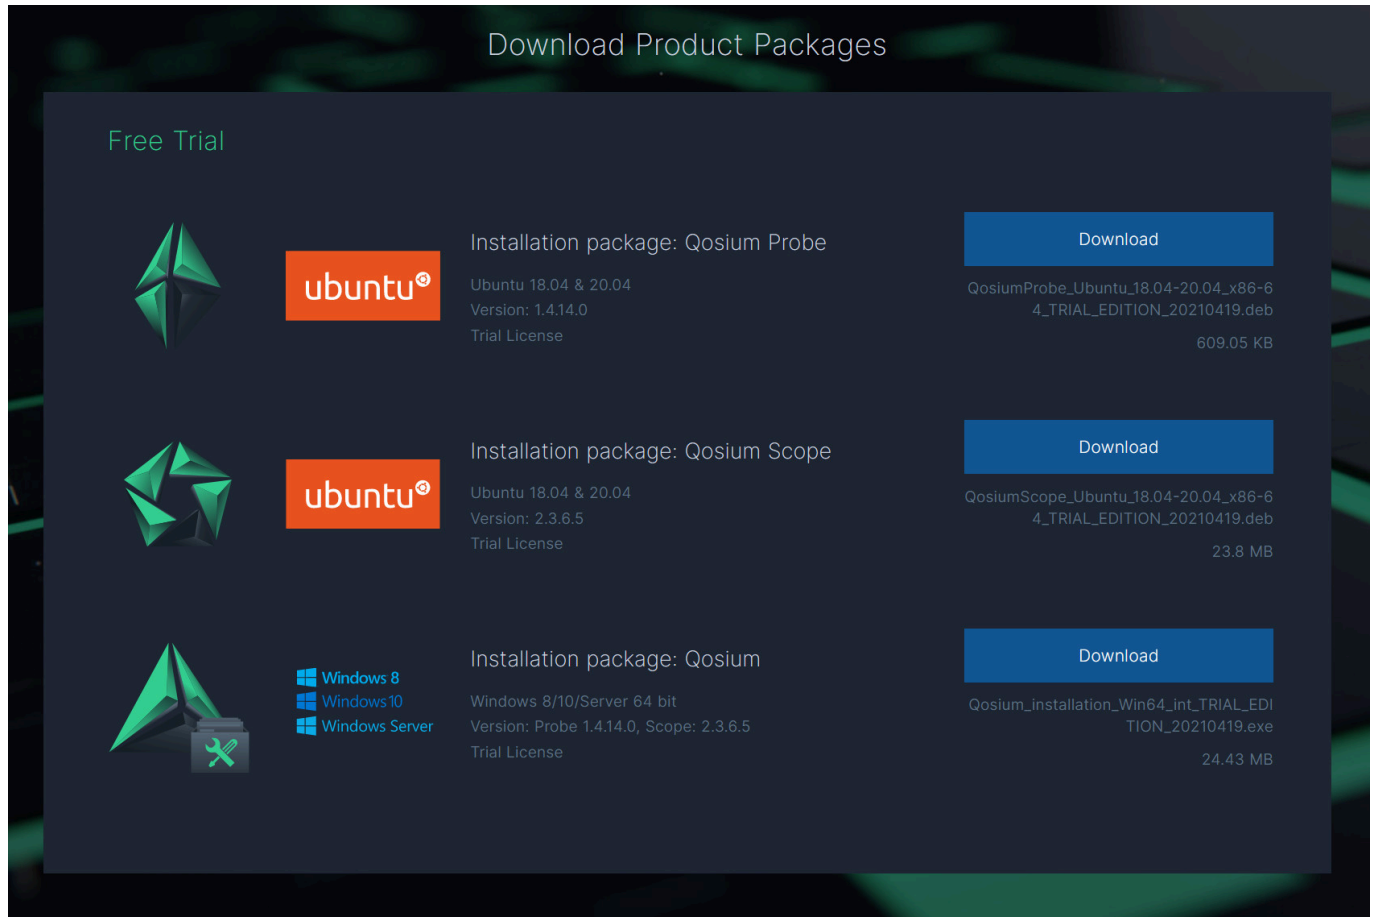 Download Product Packages
Free Trial
ubuntu
Installation package: Qosium Probe
Ubuntu 18.04 & 20.04
Version: 1.4.14.0
Trial License
Download
QosiumProbe_Ubuntu_18.04-20.04_x86-6
4_TRIAL_EDITION_20210419.deb
609.05 KB
ubuntu
Installation package: Qosium Scope
Ubuntu 18.04 & 20.04
Version: 2.3.6.5
Trial License
Download
QosiumScope_Ubuntu_18.04-20.04_x86-6
4_TRIAL_EDITION_20210419.deb
23.8 MB
Windows 8
Windows 10
Windows Server
Installation package: Qosium
Windows 8/10/Server 64 bit
Version: Probe 1.4.14.0, Scope: 2.3.6.5
Trial License
Download
Qosium_installation_Win64_int_TRIAL_EDI
TION_20210419.exe
24.43 MB